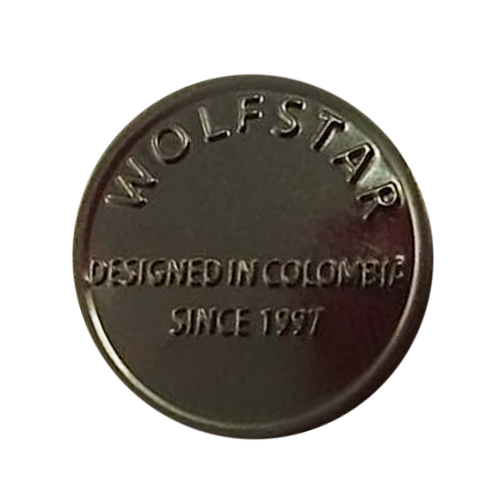 WOLFSTAR
DESIGNED IN COLOMBIA
SINCE 1997